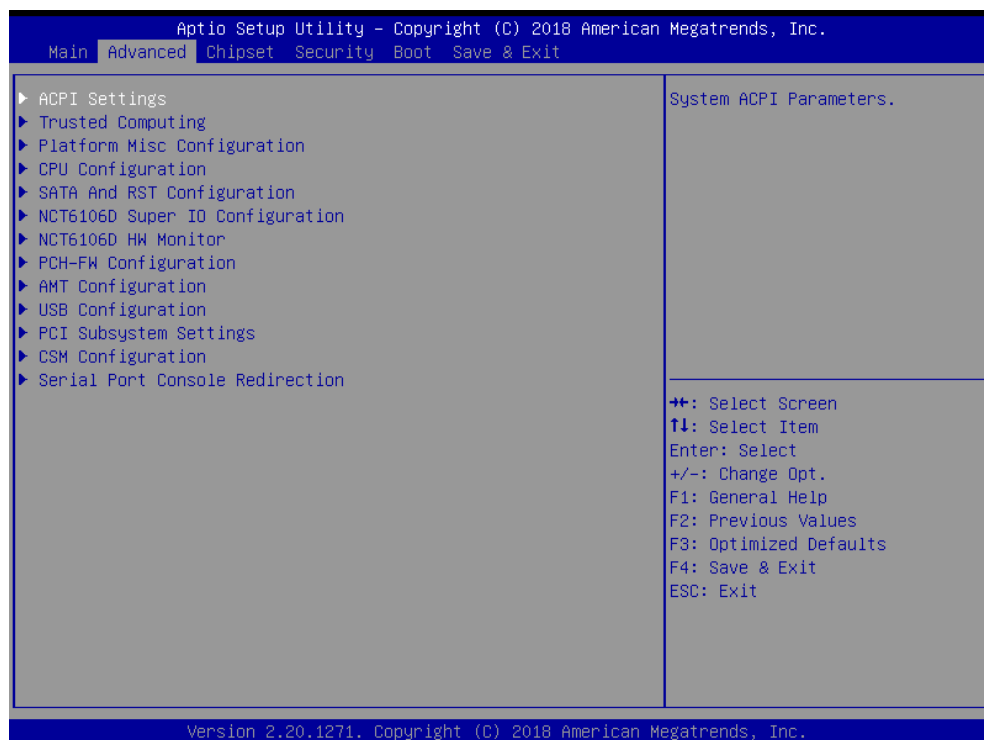 Aptio Setup Utility – Copyright (C) 2018 American Megatrends, Inc.
Main Advanced Chipset Security Boot Save & Exit
► ACPI Settings
► Trusted Computing
► Platform Misc Configuration
► CPU Configuration
► SATA And RST Configuration
► NCT6106D Super IO Configuration
► NCT6106D HW Monitor
► PCH-FW Configuration
► AMT Configuration
► USB Configuration
► PCI Subsystem Settings
► CSM Configuration
► Serial Port Console Redirection
System ACPI Parameters.
→←: Select Screen
↑↓: Select Item
Enter: Select
+/-: Change Opt.
F1: General Help
F2: Previous Values
F3: Optimized Defaults
F4: Save & Exit
ESC: Exit
Version 2.20.1271. Copyright (C) 2018 American Megatrends, Inc.